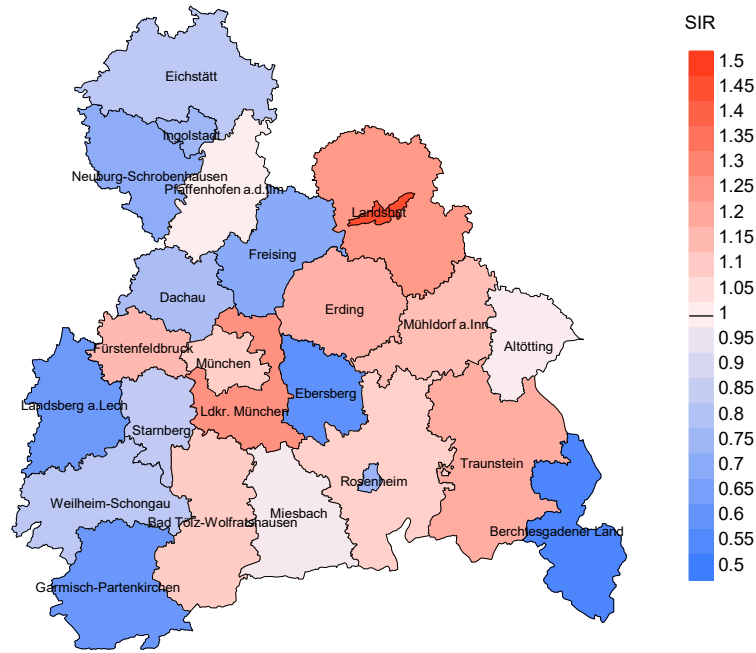 SIR
1.5
1.45
1.4
1.35
1.3
1.25
1.2
1.15
1.1
1.05
1
0.95
0.9
0.85
0.8
0.75
0.7
0.65
0.6
0.55
0.5
Eichstätt
Ingolstadt
Neuburg-Schrobenhausen
Pfaffenhofen a.d.Ilm
Landshut
Freising
Dachau
Erding
Mühldorf a.Inn
Altötting
Fürstenfeldbruck
München
Ebersberg
Landsberg a.Lech
Ldkr. München
Starnberg
Traunstein
Rosenheim
Weilheim-Schongau
Miesbach
Bad Tölz-Wolfratshausen
Berchtesgadener Land
Garmisch-Partenkirchen